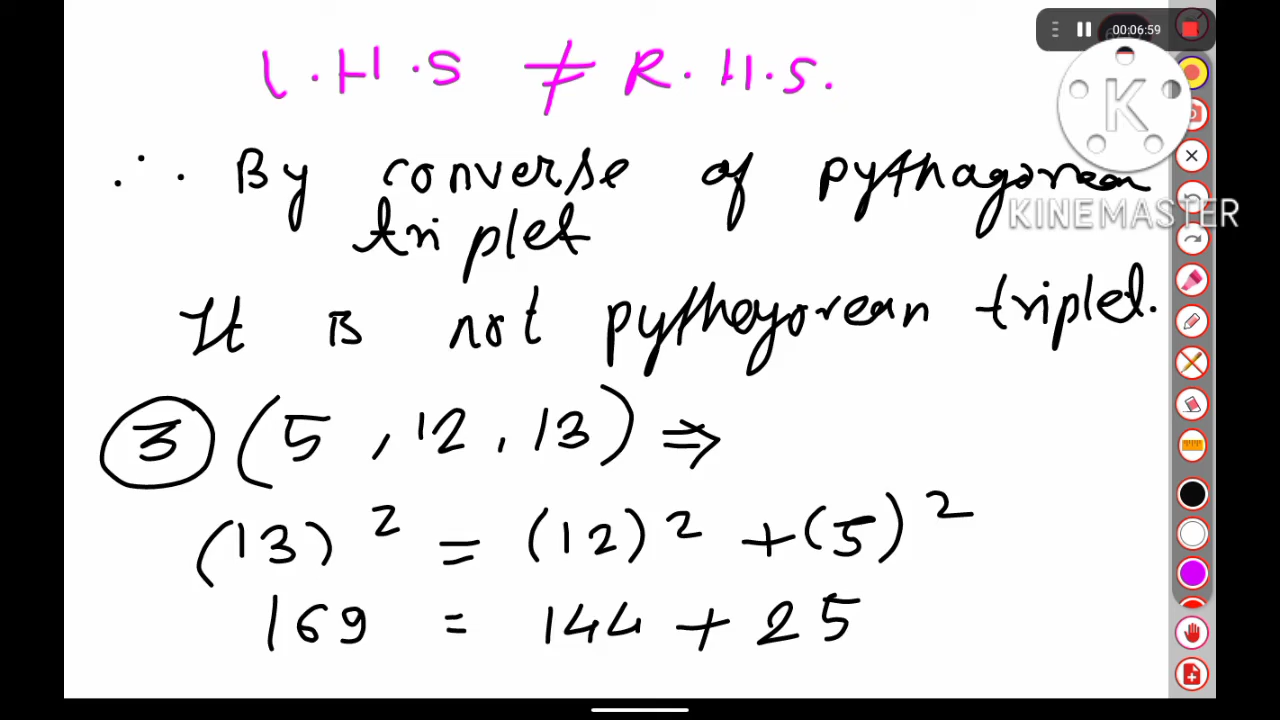 00:06:59
L.H.S ≠ R.H.S.
K
KINEMASTER
∴ By converse of pythagorean
triplet
It is not pythagorean triplet.
③ (5, 12, 13) ⇒
(13)² = (12)² + (5)²
169 = 144 + 25